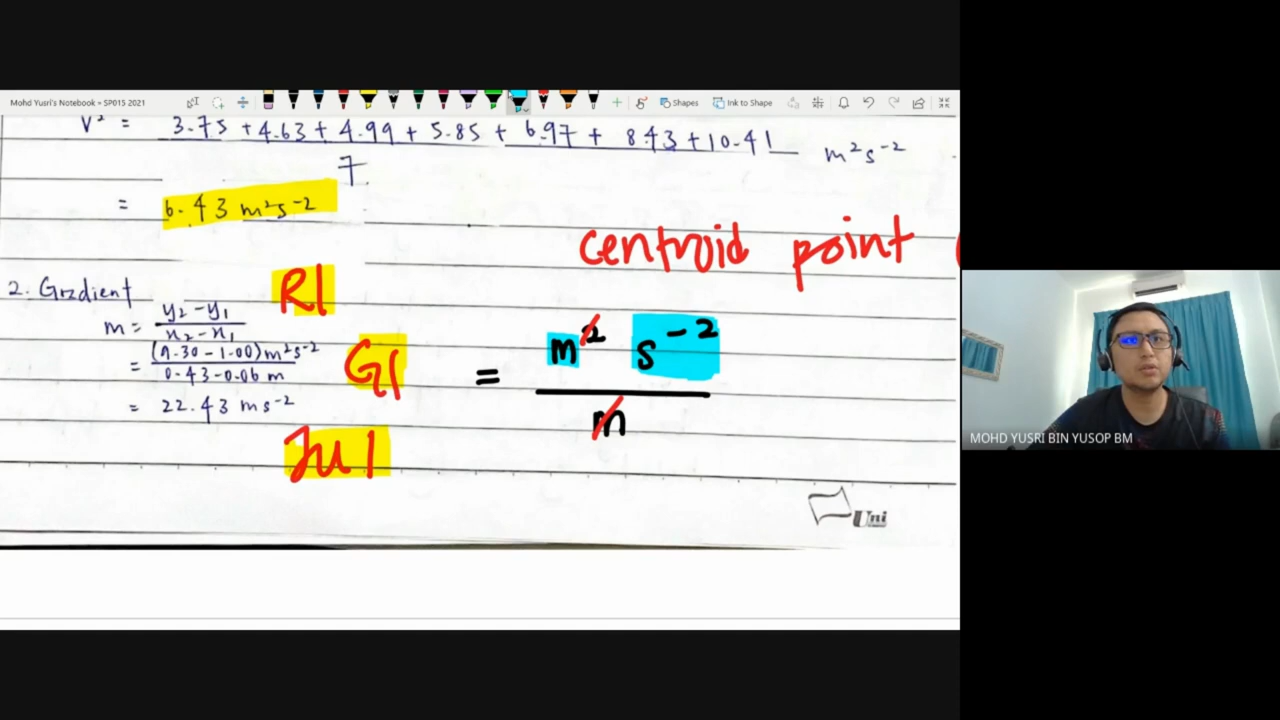 Mohd Yusri's Notebook » SP015 2021
Shapes
Ink to Shape
V² = 3.75 + 4.63 + 4.99 + 5.85 + 6.97 + 8.43 + 10.41 m²s⁻²
7
= 6.43 m²s⁻²
centroid point (
2. Gradient
R1
m = y₂ - y₁
x₂ - x₁
= (9.30 - 1.00) m²s⁻²
0.43 - 0.06 m
G1
= m² s⁻²
m
= 22.43 ms⁻²
JU1
Uni
MOHD YUSRI BIN YUSOP BM